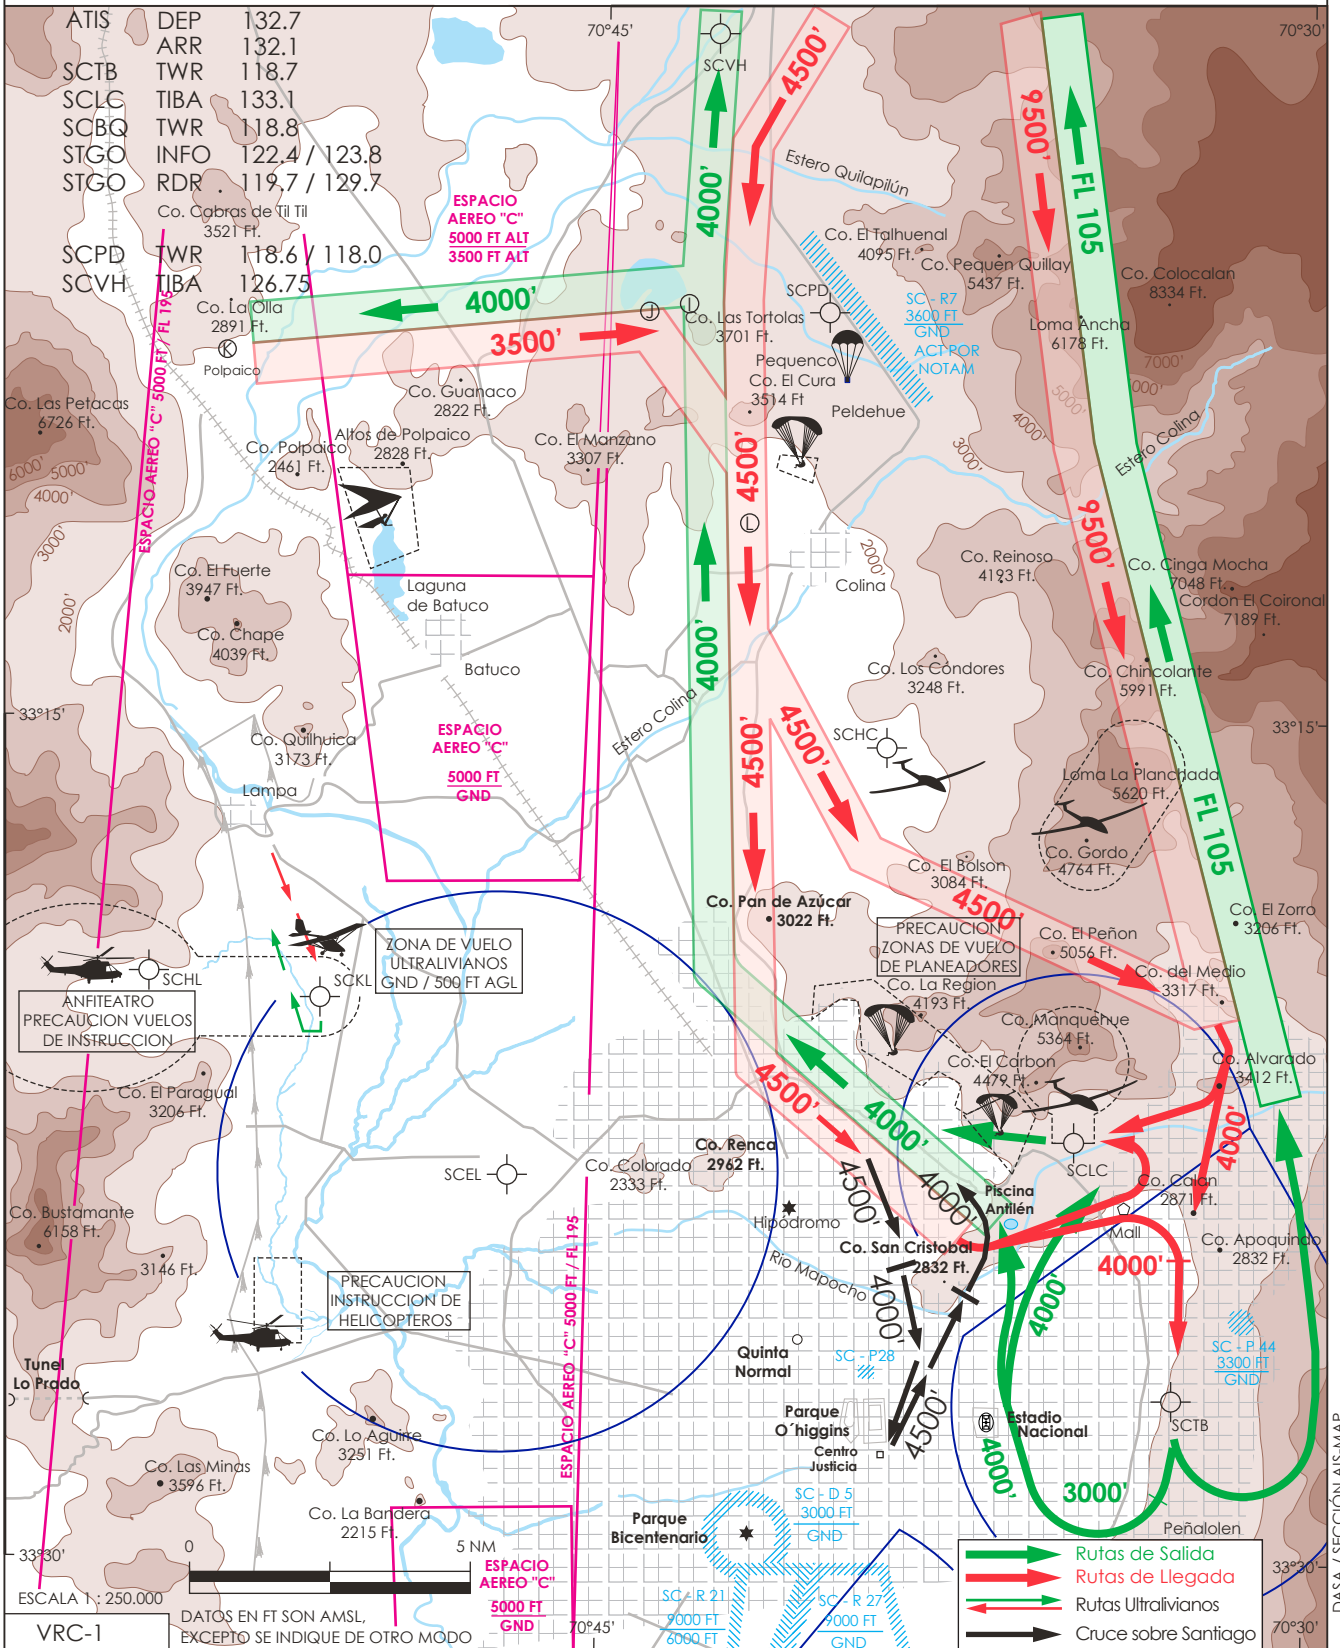 ATIS DEP 132.7
ARR 132.1
SCTB TWR 118.7
SCLC TIBA 133.1
SCBQ TWR 118.8
STGO INFO 122.4 / 123.8
STGO RDR 119.7 / 129.7
SCPD TWR 118.6 / 118.0
SCVH TIBA 126.75
70°45'
70°30'
SCVH
4500'
9500'
FL 105
4000'
Estero Quilapilún
Co. Cabras de Til Til
3521 Ft.
ESPACIO
AEREO "C"
5000 FT ALT
3500 FT ALT
Co. El Talhuenal
4095 Ft.
Co. Pequen Quillay
5437 Ft.
Co. Colocalan
8334 Ft.
SCPD
SC - R7
3600 FT
GND
ACT POR
NOTAM
Loma Ancha
6178 Ft.
7000'
6000'
5000'
4000'
3000'
Co. La Olla
2891 Ft.
K
Polpaico
4000'
3500'
J
I
Co. Las Tortolas
3701 Ft.
Pequenco
Co. El Cura
3514 Ft
Peldehue
ESPACIO AEREO "C" 5000 FT / FL 195
Co. Las Petacas
6726 Ft.
6000'
5000'
4000'
3000'
2000'
Co. Guanaco
2822 Ft.
Altos de Polpaico
2828 Ft.
Co. Polpaico
2461 Ft.
Co. El Manzano
3307 Ft.
4500'
L
Estero Colina
9500'
2000'
Colina
Co. Reinoso
4193 Ft.
Co. Cinga Mocha
7048 Ft.
Cordon El Coironal
7189 Ft.
Co. El Fuerte
3947 Ft.
Co. Chape
4039 Ft.
Laguna
de Batuco
Batuco
4000'
Co. Los Cóndores
3248 Ft.
Co. Chincolante
5991 Ft.
33°15'
33°15'
Co. Quilhuica
3173 Ft.
ESPACIO
AEREO "C"
5000 FT
GND
Estero Colina
4500'
4500'
SCHC
Loma La Planchada
5620 Ft.
FL 105
Lampa
Co. Gordo
4764 Ft.
Co. El Bolson
3084 Ft.
4500'
Co. Pan de Azúcar
3022 Ft.
PRECAUCION
ZONAS DE VUELO
DE PLANEADORES
Co. El Zorro
3206 Ft.
Co. El Peñon
5056 Ft.
Co. del Medio
3317 Ft.
ZONA DE VUELO
ULTRALIVIANOS
GND / 500 FT AGL
SCHL
SCKL
ANFITEATRO
PRECAUCION VUELOS
DE INSTRUCCION
Co. La Region
4193 Ft.
Co. Manquehue
5364 Ft.
Co. El Carbon
4479 Ft.
Co. Alvarado
3412 Ft.
Co. El Paragual
3206 Ft.
4500'
4000'
4000'
SCLC
Co. Renca
2962 Ft.
Co. Colorado
2333 Ft.
SCEL
4500'
4000'
Piscina
Antilén
Co. Calan
2871 Ft.
Mall
Hipódromo
Co. Bustamante
6158 Ft.
3146 Ft.
Co. San Cristobal
2832 Ft.
Co. Apoquindo
2832 Ft.
4000'
Rio Mapocho
4000'
4000'
PRECAUCION
INSTRUCCION DE
HELICOPTEROS
ESPACIO AEREO "C" 5000 FT / FL 195
Tunel
Lo Prado
Quinta
Normal
SC - P28
SC - P 44
3300 FT
GND
Parque
O´higgins
Centro
Justicia
4500'
Estadio
Nacional
SCTB
4000'
3000'
Co. Lo Aguirre
3251 Ft.
Co. Las Minas
3596 Ft.
Co. La Bandera
2215 Ft.
Parque
Bicentenario
SC - D 5
3000 FT
GND
Peñalolen
33°30'
33°30'
0 5 NM
ESCALA 1 : 250.000
ESPACIO
AEREO "C"
5000 FT
GND
SC - R 21
9000 FT
6000 FT
SC - R 27
9000 FT
GND
Rutas de Salida
Rutas de Llegada
Rutas Ultralivianos
Cruce sobre Santiago
VRC-1
DATOS EN FT SON AMSL,
EXCEPTO SE INDIQUE DE OTRO MODO
70°45'
70°30'
DASA / SECCIÓN AIS-MAP